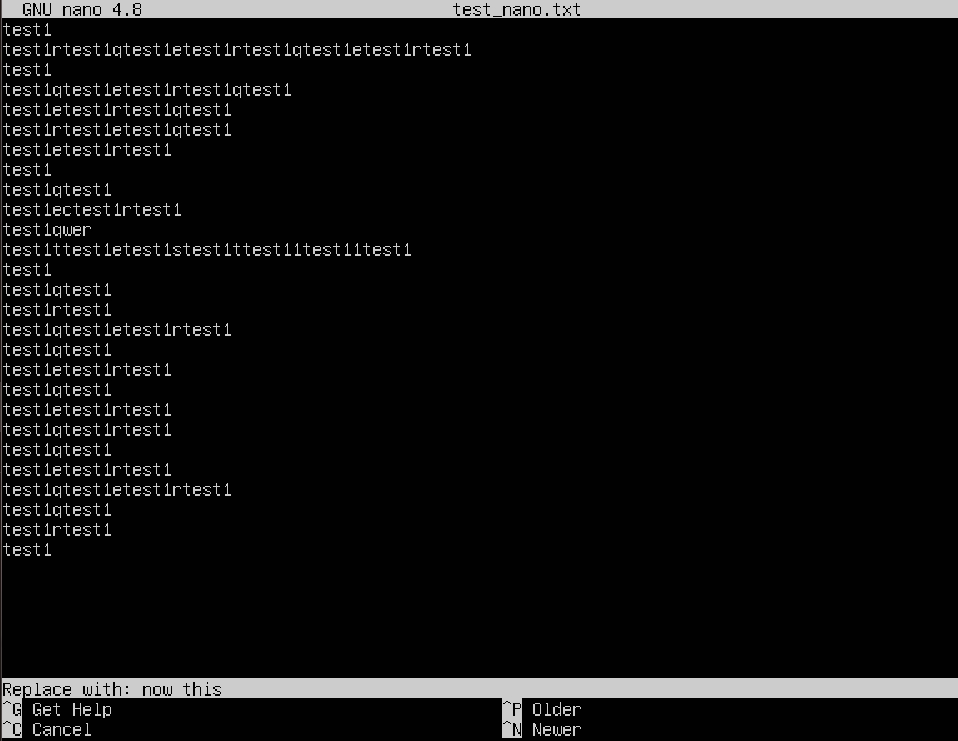 GNU nano 4.8 test_nano.txt
test1
test1rtest1qtest1etest1rtest1qtest1etest1rtest1
test1
test1qtest1etest1rtest1qtest1
test1etest1rtest1qtest1
test1rtest1etest1qtest1
test1etest1rtest1
test1
test1qtest1
test1ectest1rtest1
test1qwer
test1ttest1etest1stest1ttest11test11test1
test1
test1qtest1
test1rtest1
test1qtest1etest1rtest1
test1qtest1
test1etest1rtest1
test1qtest1
test1etest1rtest1
test1qtest1rtest1
test1qtest1
test1etest1rtest1
test1qtest1etest1rtest1
test1qtest1
test1rtest1
test1
Replace with: now this
^G Get Help ^P Older
^C Cancel ^N Newer